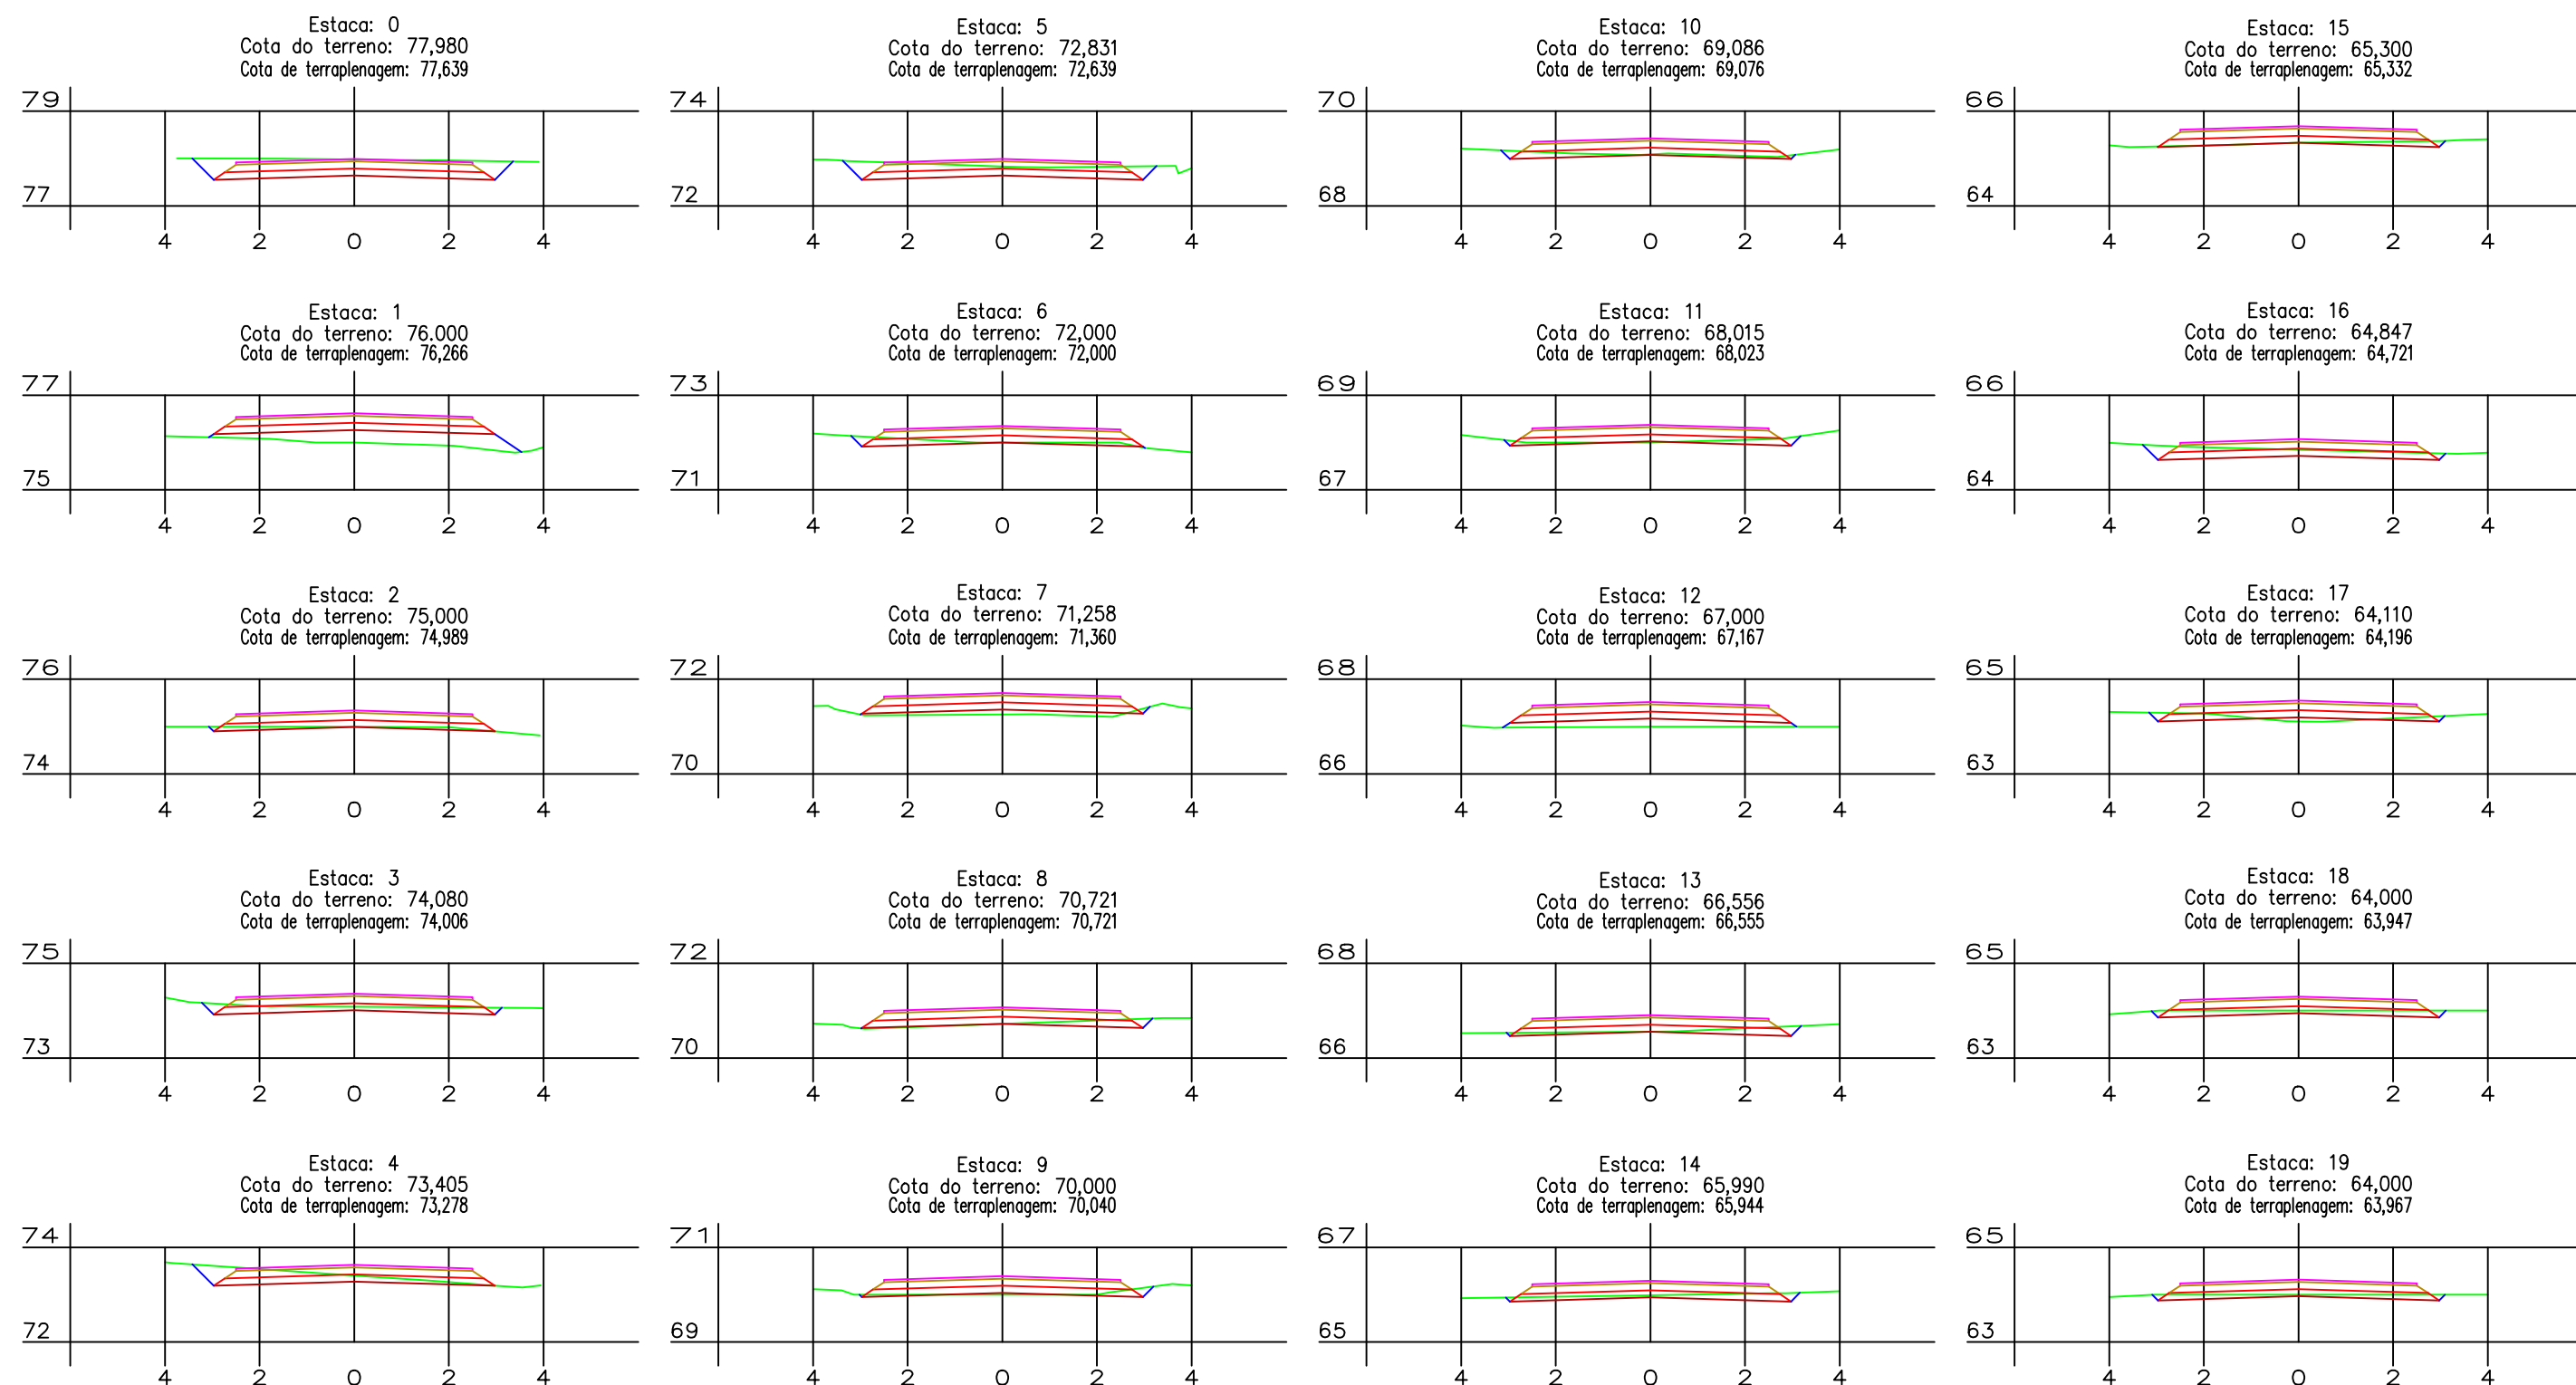 Estaca: 0
Cota do terreno: 77,980
Cota de terraplenagem: 77,639
79
77
4 2 0 2 4
Estaca: 1
Cota do terreno: 76.000
Cota de terraplenagem: 76,266
77
75
4 2 0 2 4
Estaca: 2
Cota do terreno: 75,000
Cota de terraplenagem: 74,989
76
74
4 2 0 2 4
Estaca: 3
Cota do terreno: 74,080
Cota de terraplenagem: 74,006
75
73
4 2 0 2 4
Estaca: 4
Cota do terreno: 73,405
Cota de terraplenagem: 73,278
74
72
4 2 0 2 4
Estaca: 5
Cota do terreno: 72,831
Cota de terraplenagem: 72,639
74
72
4 2 0 2 4
Estaca: 6
Cota do terreno: 72,000
Cota de terraplenagem: 72,000
73
71
4 2 0 2 4
Estaca: 7
Cota do terreno: 71,258
Cota de terraplenagem: 71,360
72
70
4 2 0 2 4
Estaca: 8
Cota do terreno: 70,721
Cota de terraplenagem: 70,721
72
70
4 2 0 2 4
Estaca: 9
Cota do terreno: 70,000
Cota de terraplenagem: 70,040
71
69
4 2 0 2 4
Estaca: 10
Cota do terreno: 69,086
Cota de terraplenagem: 69,076
70
68
4 2 0 2 4
Estaca: 11
Cota do terreno: 68,015
Cota de terraplenagem: 68,023
69
67
4 2 0 2 4
Estaca: 12
Cota do terreno: 67,000
Cota de terraplenagem: 67,167
68
66
4 2 0 2 4
Estaca: 13
Cota do terreno: 66,556
Cota de terraplenagem: 66,555
68
66
4 2 0 2 4
Estaca: 14
Cota do terreno: 65,990
Cota de terraplenagem: 65,944
67
65
4 2 0 2 4
Estaca: 15
Cota do terreno: 65,300
Cota de terraplenagem: 65,332
66
64
4 2 0 2 4
Estaca: 16
Cota do terreno: 64,847
Cota de terraplenagem: 64,721
66
64
4 2 0 2 4
Estaca: 17
Cota do terreno: 64,110
Cota de terraplenagem: 64,196
65
63
4 2 0 2 4
Estaca: 18
Cota do terreno: 64,000
Cota de terraplenagem: 63,947
65
63
4 2 0 2 4
Estaca: 19
Cota do terreno: 64,000
Cota de terraplenagem: 63,967
65
63
4 2 0 2 4